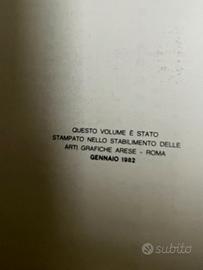 QUESTO VOLUME È STATO
STAMPATO NELLO STABILIMENTO DELLE
ARTI GRAFICHE ARESE - ROMA
GENNAIO 1982
subito